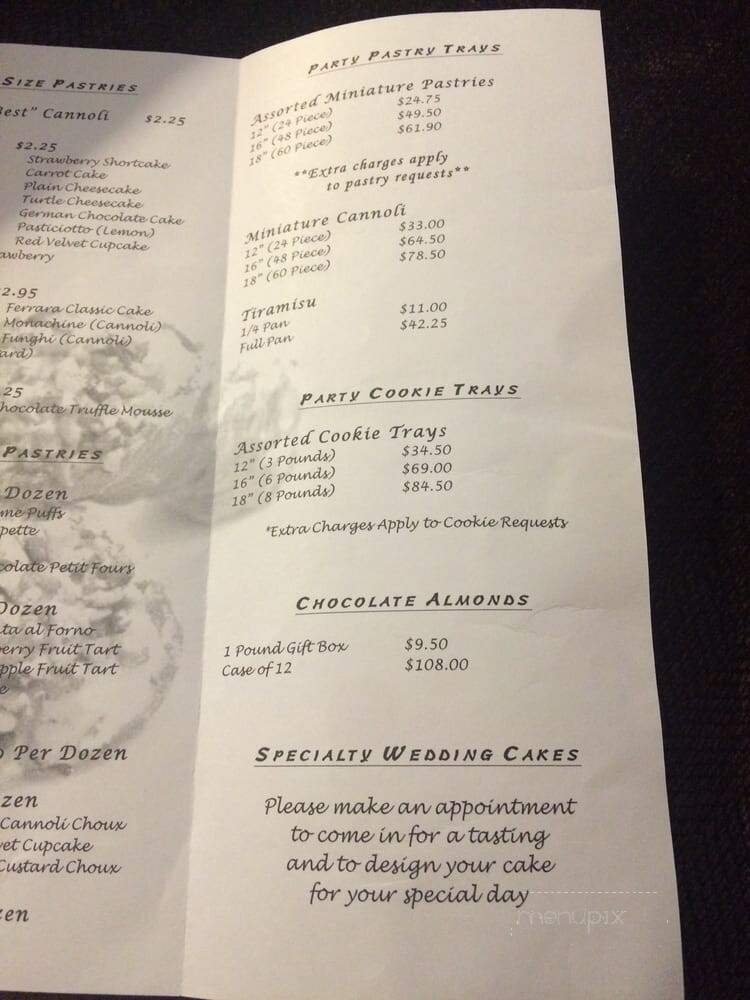 Size Pastries
Best" Cannoli $2.25
$2.25
Strawberry Shortcake
Carrot Cake
Plain Cheesecake
Turtle Cheesecake
German Chocolate Cake
Pasticiotto (Lemon)
Red Velvet Cupcake
awberry
2.95
Ferrara Classic Cake
Monachine (Cannoli)
Funghi (Cannoli)
ard)
25
hocolate Truffle Mousse
Pastries
Dozen
me Puffs
pette
colate Petit Fours
Dozen
ta al Forno
erry Fruit Tart
pple Fruit Tart
e
o Per Dozen
zen
Cannoli Choux
vet Cupcake
Custard Choux
zen
Party Pastry Trays
Assorted Miniature Pastries
12" (24 Piece) $24.75
16" (48 Piece) $49.50
18" (60 Piece) $61.90
**Extra charges apply
to pastry requests**
Miniature Cannoli
12" (24 Piece) $33.00
16" (48 Piece) $64.50
18" (60 Piece) $78.50
Tiramisu
1/4 Pan $11.00
Full Pan $42.25
Party Cookie Trays
Assorted Cookie Trays
12" (3 Pounds) $34.50
16" (6 Pounds) $69.00
18" (8 Pounds) $84.50
*Extra Charges Apply to Cookie Requests
Chocolate Almonds
1 Pound Gift Box $9.50
Case of 12 $108.00
Specialty Wedding Cakes
Please make an appointment
to come in for a tasting
and to design your cake
for your special day
menupix